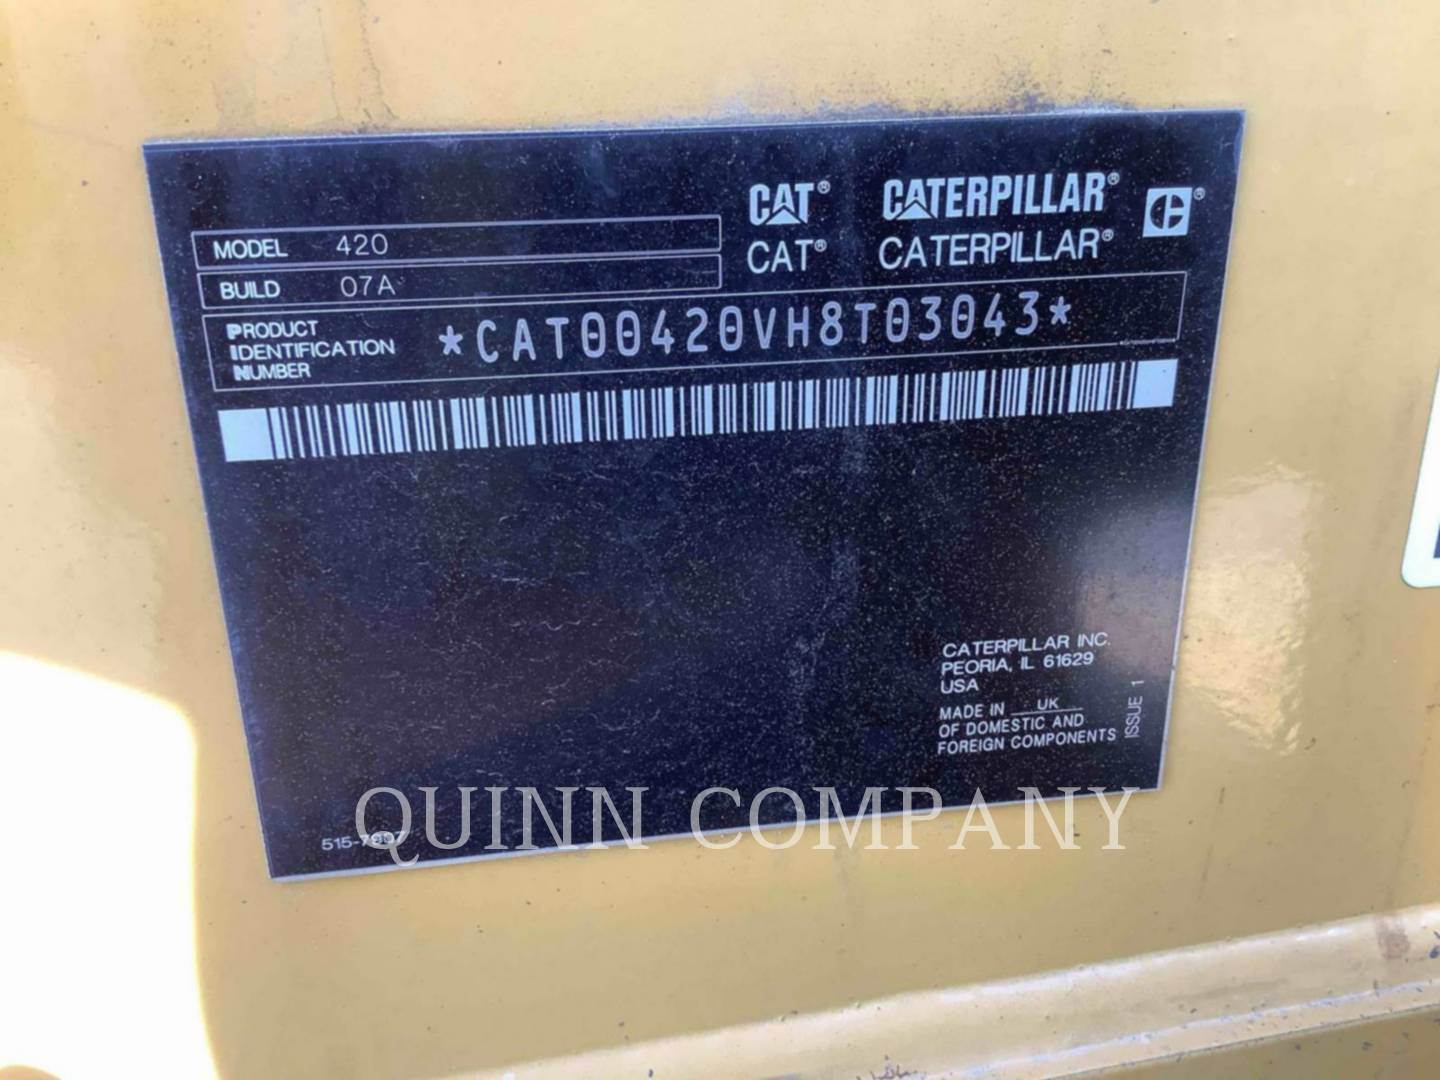 CAT® CATERPILLAR® C®
CAT® CATERPILLAR®
MODEL 420
BUILD 07A
PRODUCT
IDENTIFICATION
NUMBER
*CAT00420VH8T03043*
CATERPILLAR INC.
PEORIA, IL 61629
USA
MADE IN UK
OF DOMESTIC AND
FOREIGN COMPONENTS
ISSUE 1
QUINN COMPANY